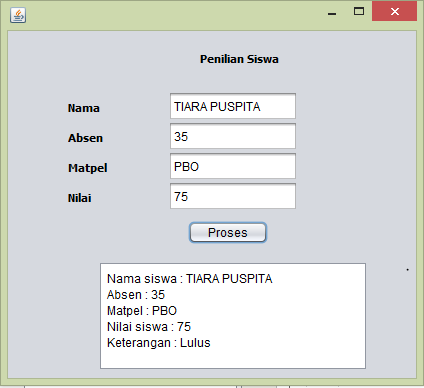 Penilian Siswa
Nama TIARA PUSPITA
Absen 35
Matpel PBO
Nilai 75
Proses
Nama siswa : TIARA PUSPITA
Absen : 35
Matpel : PBO
Nilai siswa : 75
Keterangan : Lulus